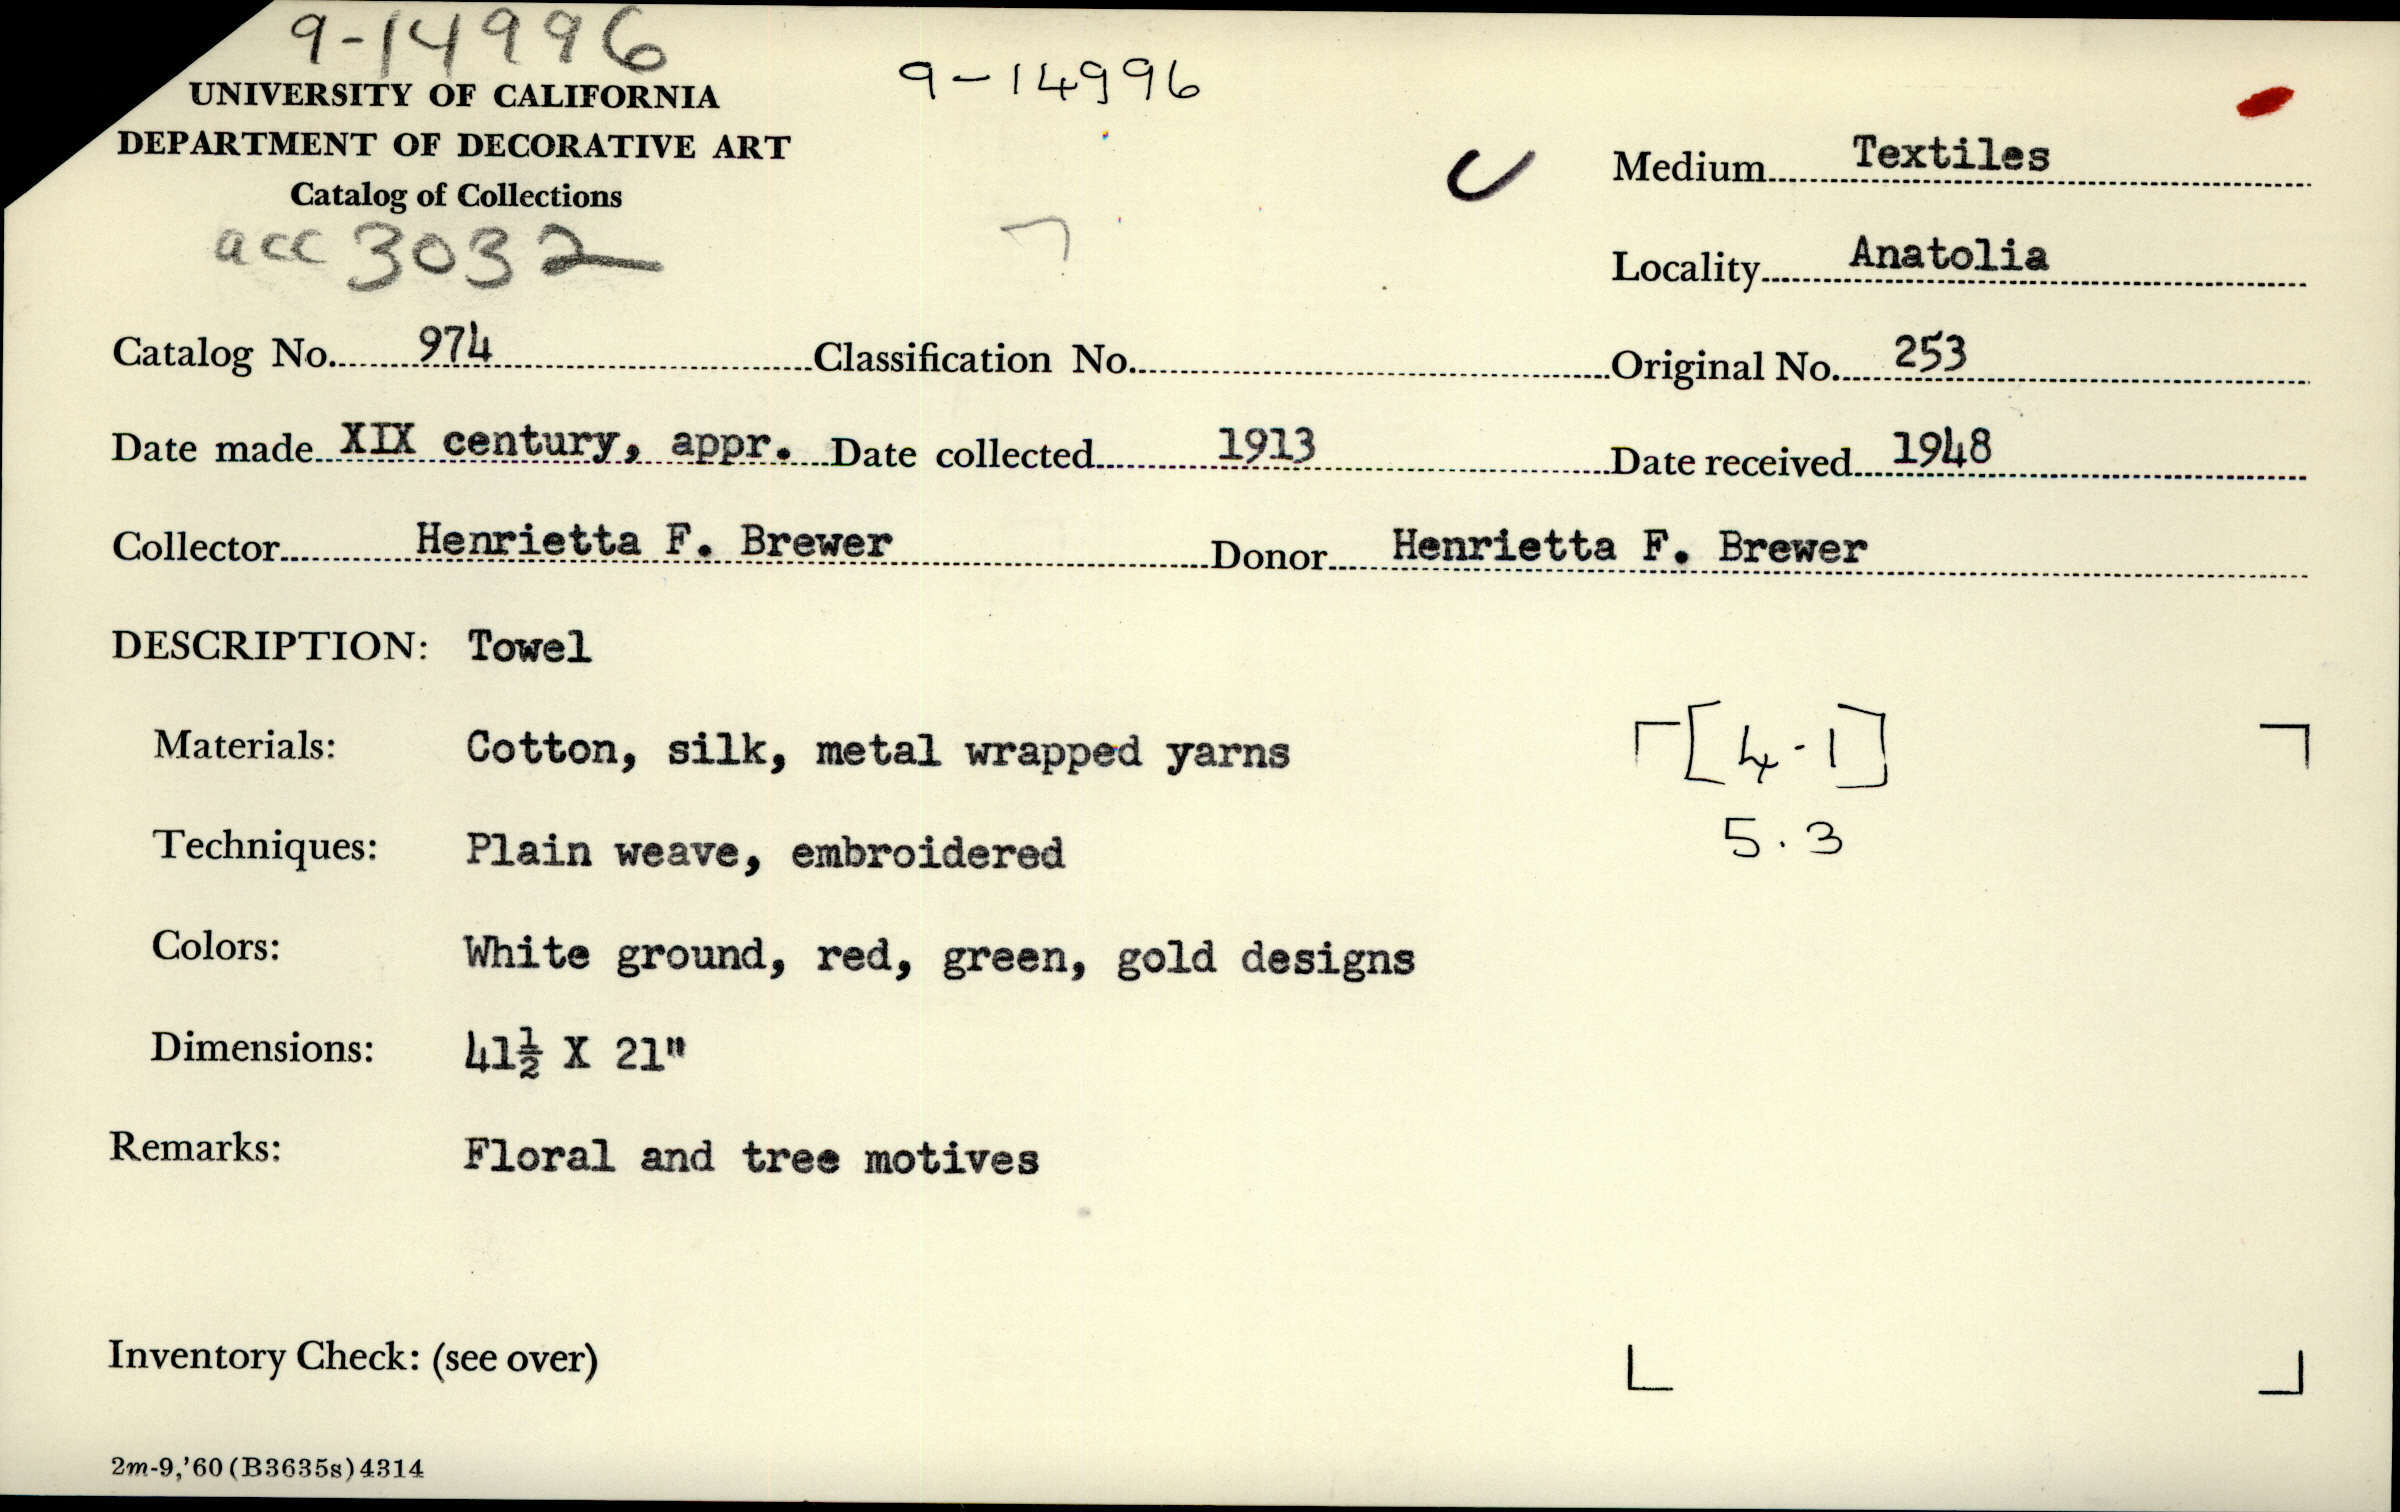 9-14996
UNIVERSITY OF CALIFORNIA
9-14996
DEPARTMENT OF DECORATIVE ART
Medium Textiles
Catalog of Collections
acc 3032
Locality Anatolia
Catalog No. 974 Classification No. Original No. 253
Date made XIX century, appr. Date collected 1913 Date received 1948
Collector Henrietta F. Brewer Donor Henrietta F. Brewer
DESCRIPTION: Towel
Materials: Cotton, silk, metal wrapped yarns [4.1]
Techniques: Plain weave, embroidered 5.3
Colors: White ground, red, green, gold designs
Dimensions: 41½ X 21"
Remarks: Floral and tree motives
Inventory Check: (see over)
2m-9,'60 (B3635s) 4314